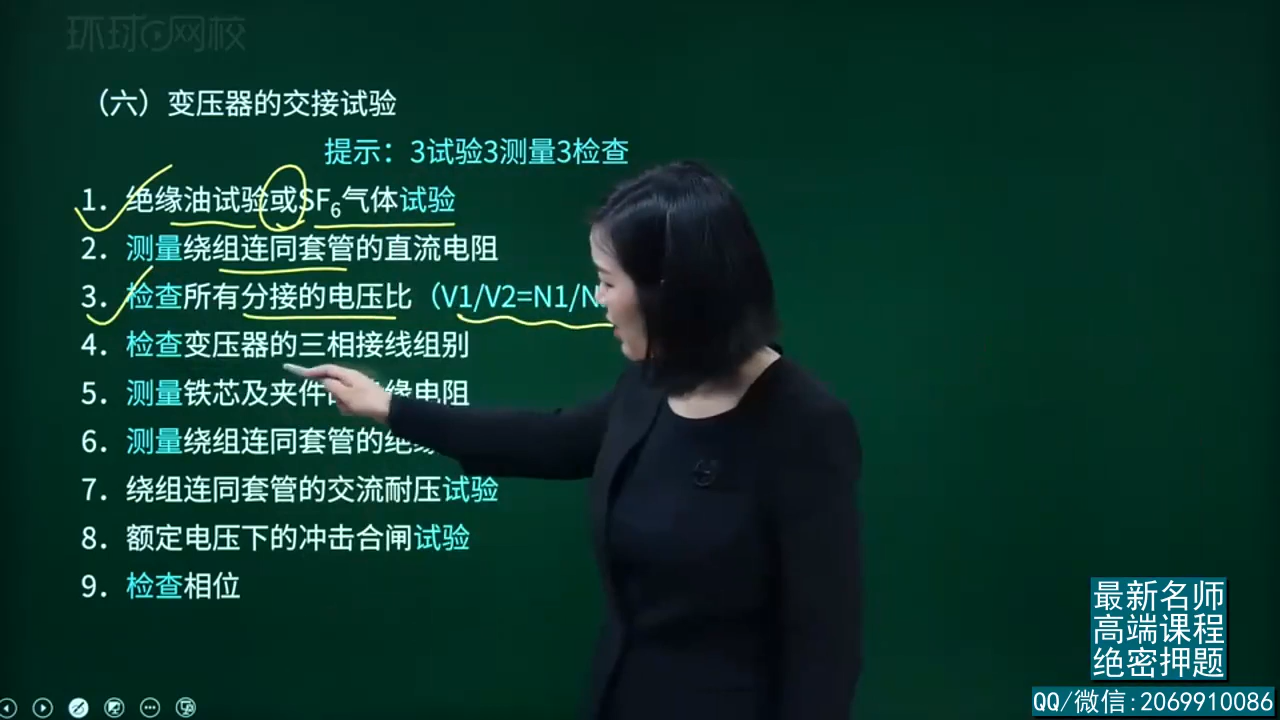 环球网校
（六）变压器的交接试验
提示：3试验3测量3检查
1. 绝缘油试验或SF₆气体试验
2. 测量绕组连同套管的直流电阻
3. 检查所有分接的电压比（V1/V2=N1/N
4. 检查变压器的三相接线组别
5. 测量铁芯及夹件 缘电阻
6. 测量绕组连同套管的绝
7. 绕组连同套管的交流耐压试验
8. 额定电压下的冲击合闸试验
9. 检查相位
最新名师
高端课程
绝密押题
QQ/微信:2069910086